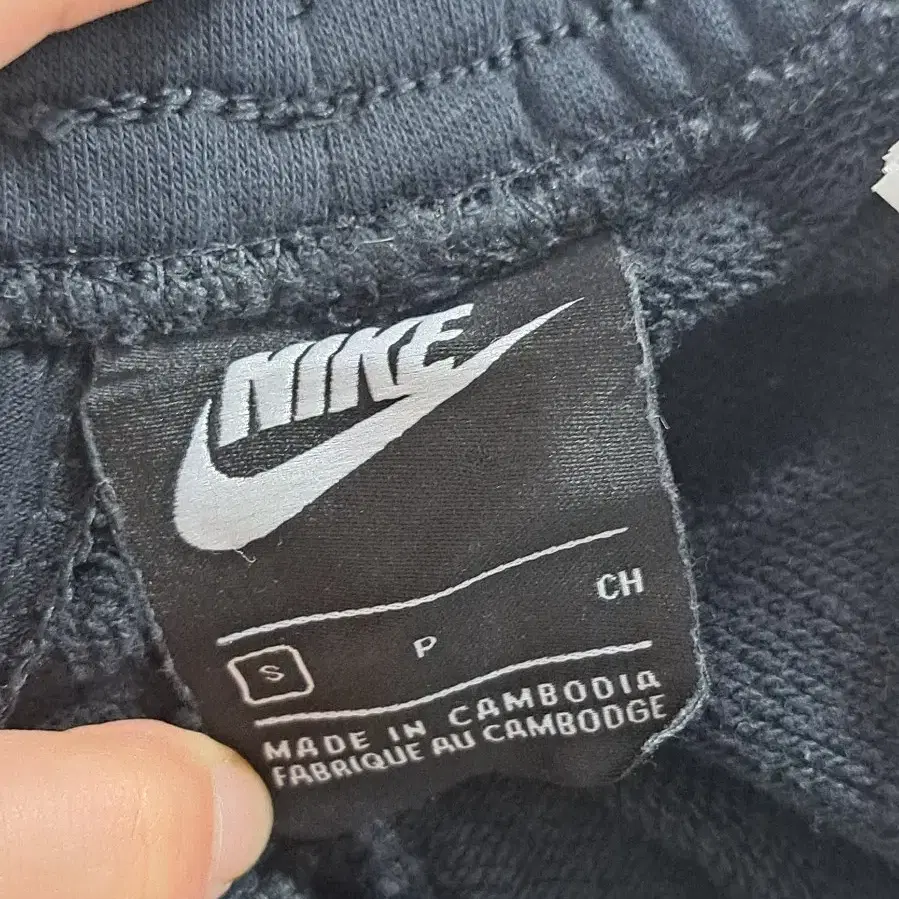 NIKE
S P CH
MADE IN CAMBODIA
FABRIQUE AU CAMBODGE